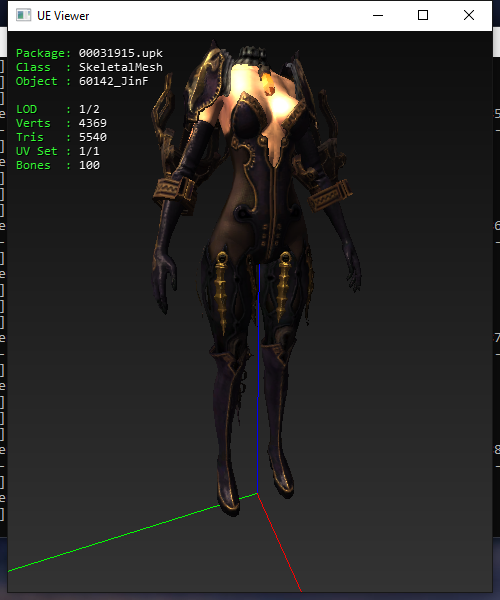 UE Viewer
Package: 00031915.upk
Class : SkeletalMesh
Object : 60142_JinF
LOD : 1/2
Verts : 4369
Tris : 5540
UV Set : 1/1
Bones : 100